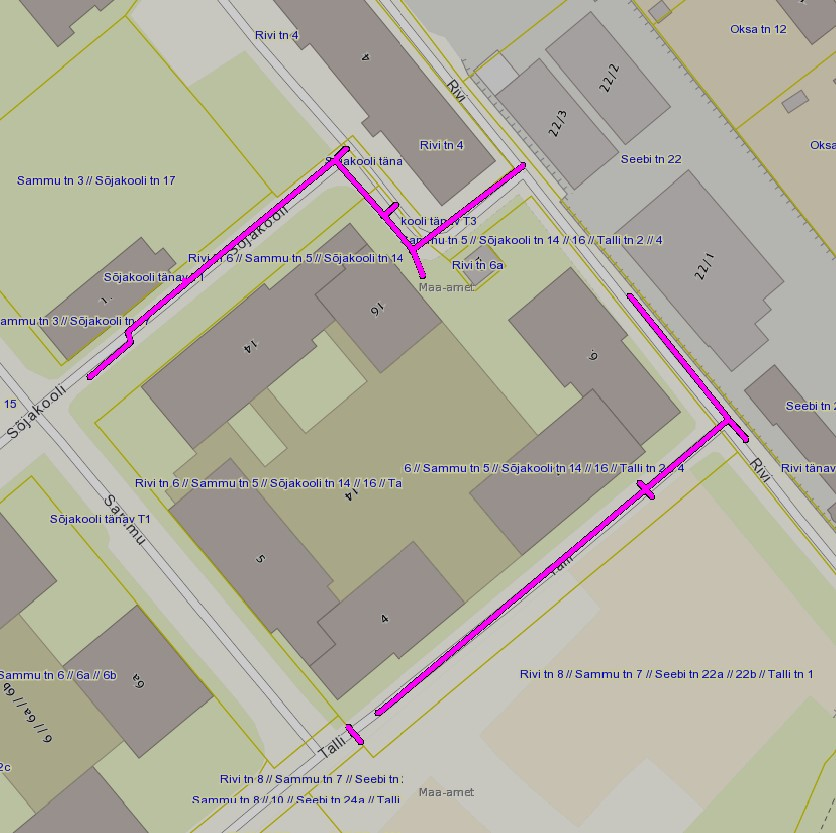 Rivi tn 4
4
Oksa tn 12
22/2
Rivi
22/3
Rivi tn 4
Seebi tn 22
Sammu tn 3 // Sõjakooli tn 17
kooli täna
Sõjakooli
kooli tänav T3
Sammu tn 5 // Sõjakooli tn 14 // 16 // Talli tn 2 // 4
Rivi tn 6 // Sammu tn 5 // Sõjakooli tn 14
Rivi tn 6a
22/1
Sõjakooli tänav
Maa-amet
16
ammu tn 3 // Sõjakooli tn
14
6
15
Sõjakooli
Seebi tn
6 // Sammu tn 5 // Sõjakooli tn 14 // 16 // Talli tn 2 // 4
Rivi
Rivi tänav
Rivi tn 6 // Sammu tn 5 // Sõjakooli tn 14 // 16 // Ta
14
Sammu
Sõjakooli tänav T1
5
Talli
4
Sammu tn 6 // 6a // 6b
6a
Rivi tn 8 // Sammu tn 7 // Seebi tn 22a // 22b // Talli tn 1
6 // 6a // 6b
Talli
2c
Rivi tn 8 // Sammu tn 7 // Seebi tn
Maa-amet
Sammu tn 8 // 10 // Seebi tn 24a // Talli